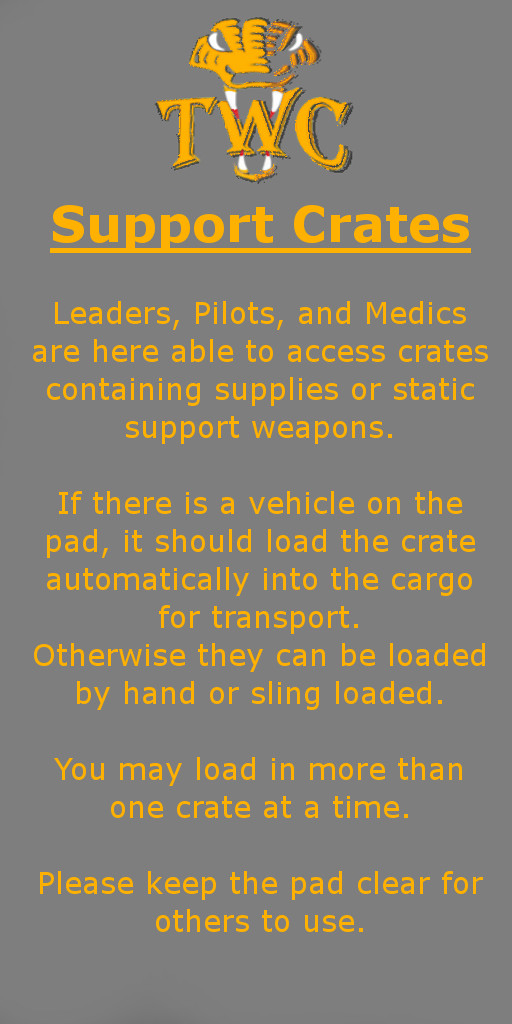 TWC
Support Crates
Leaders, Pilots, and Medics
are here able to access crates
containing supplies or static
support weapons.
If there is a vehicle on the
pad, it should load the crate
automatically into the cargo
for transport.
Otherwise they can be loaded
by hand or sling loaded.
You may load in more than
one crate at a time.
Please keep the pad clear for
others to use.